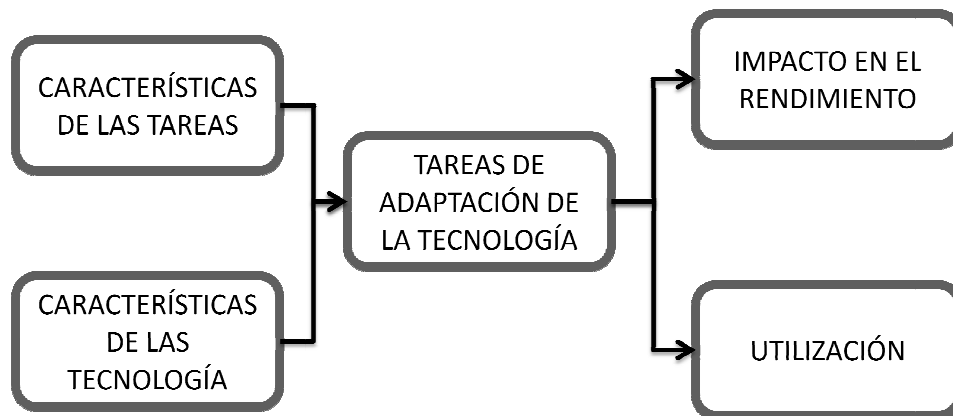 CARACTERÍSTICAS
DE LAS TAREAS
CARACTERÍSTICAS
DE LAS
TECNOLOGÍA
TAREAS DE
ADAPTACIÓN DE
LA TECNOLOGÍA
IMPACTO EN EL
RENDIMIENTO
UTILIZACIÓN